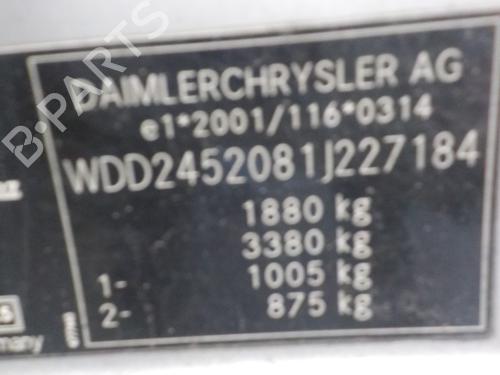 B-PARTS
DAIMLERCHRYSLER AG
e1*2001/116*0314
WDD2452081J227184
1880 kg
3380 kg
1- 1005 kg
2- 875 kg